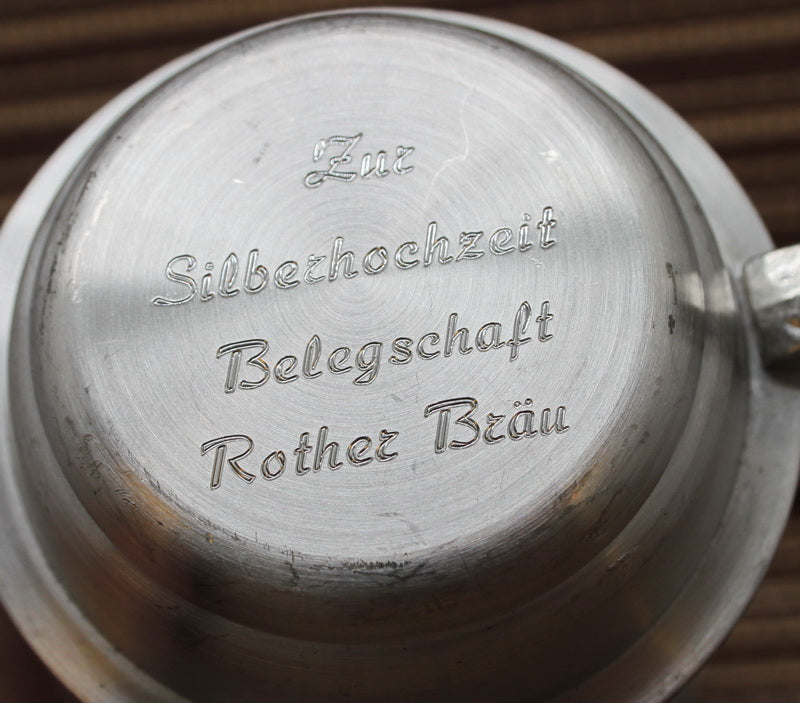 Zur
Silberhochzeit
Belegschaft
Rother Bräu